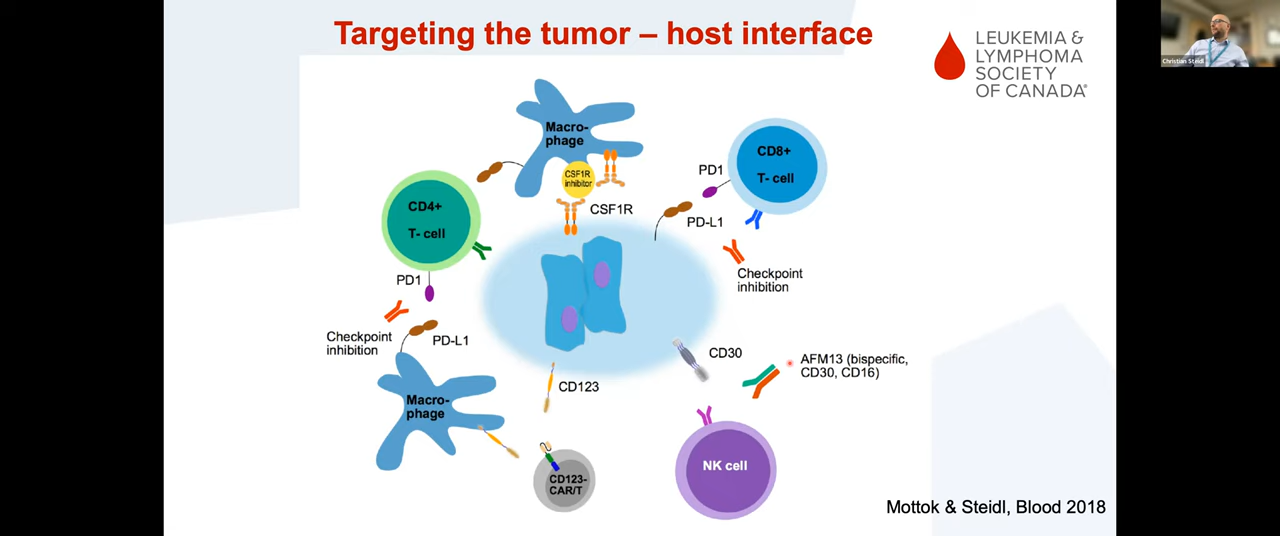 Targeting the tumor – host interface
LEUKEMIA &
LYMPHOMA
SOCIETY
OF CANADA®
Christian Steidl
Macro-
phage
CSF1R
inhibitor
CSF1R
CD4+
T- cell
PD1
Checkpoint
inhibition
PD-L1
Macro-
phage
CD8+
T- cell
PD1
PD-L1
Checkpoint
inhibition
CD123
CD123-
CAR/T
CD30
AFM13 (bispecific,
CD30, CD16)
NK cell
Mottok & Steidl, Blood 2018